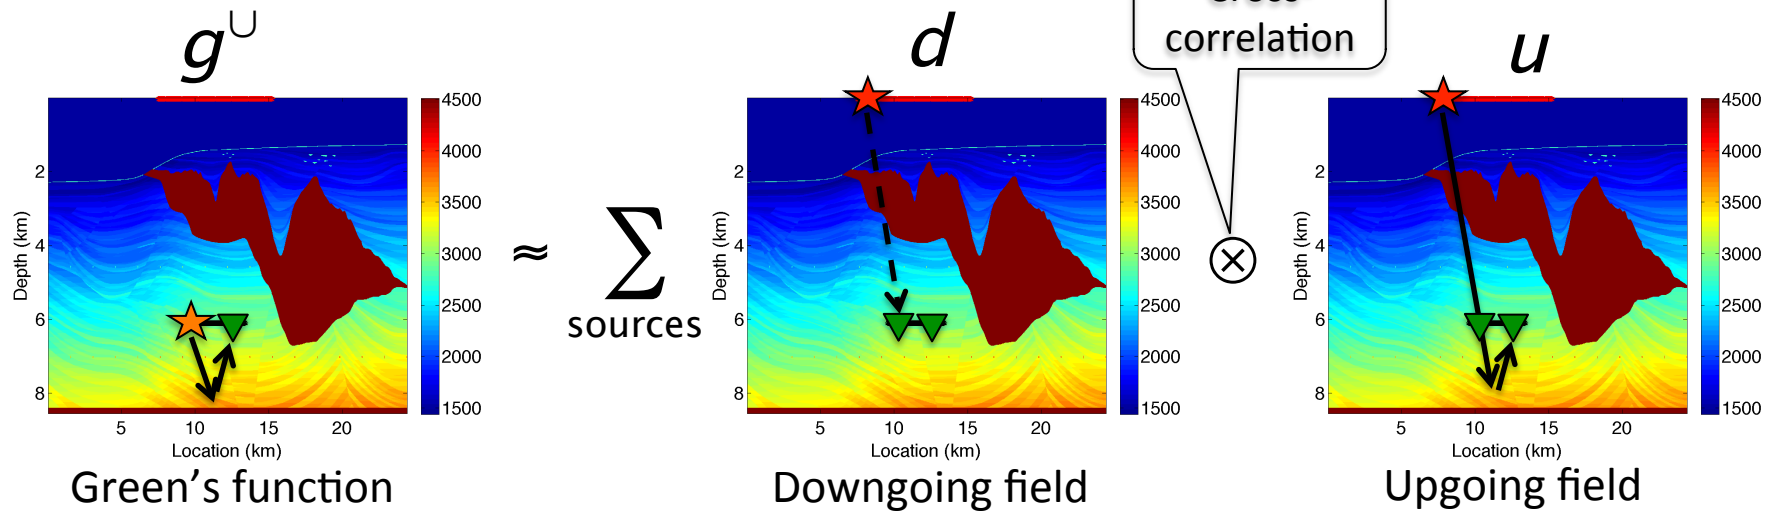 correlation
g∪
d
u
4500
4000
3500
3000
2500
2000
1500
2
4
6
8
Depth (km)
5 10 15 20
Location (km)
Green's function
≈
∑
sources
4500
4000
3500
3000
2500
2000
1500
2
4
6
8
Depth (km)
5 10 15 20
Location (km)
Downgoing field
⊗
4500
4000
3500
3000
2500
2000
1500
2
4
6
8
Depth (km)
5 10 15 20
Location (km)
Upgoing field